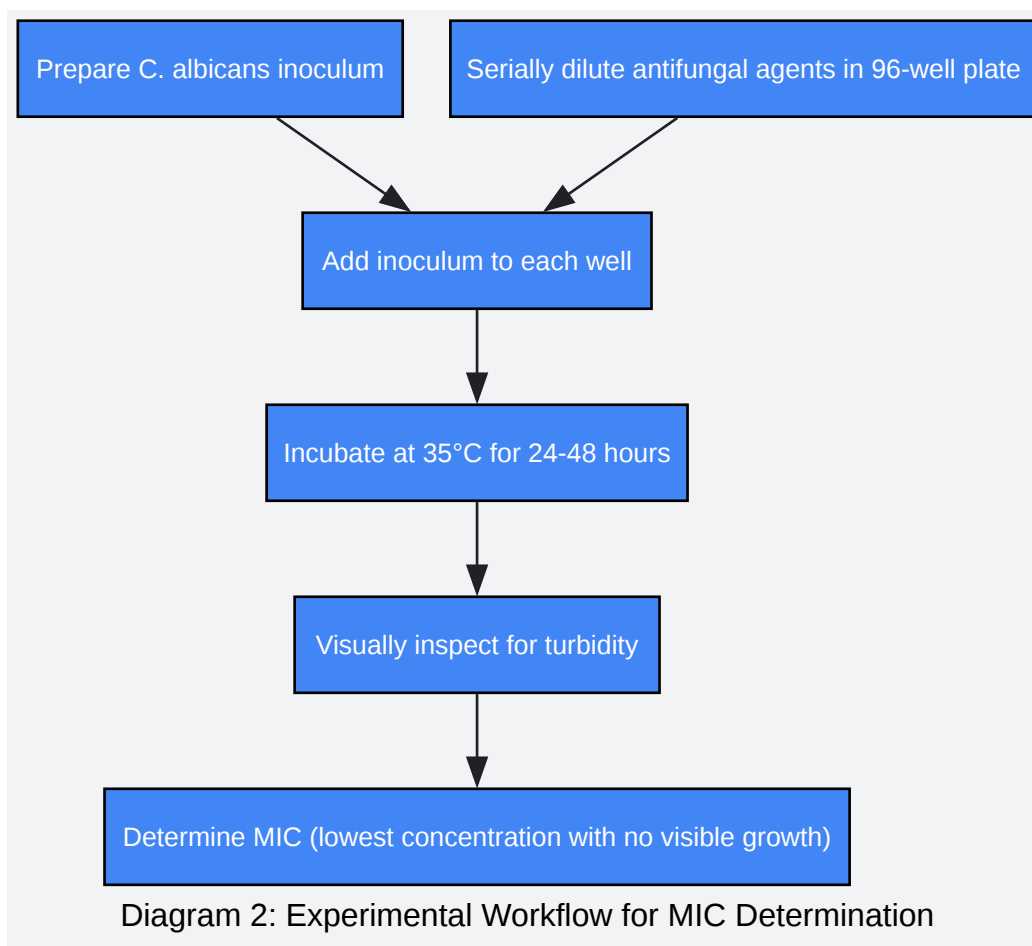 Prepare C. albicans inoculum
Serially dilute antifungal agents in 96-well plate
Add inoculum to each well
Incubate at 35°C for 24-48 hours
Visually inspect for turbidity
Determine MIC (lowest concentration with no visible growth)
Diagram 2: Experimental Workflow for MIC Determination